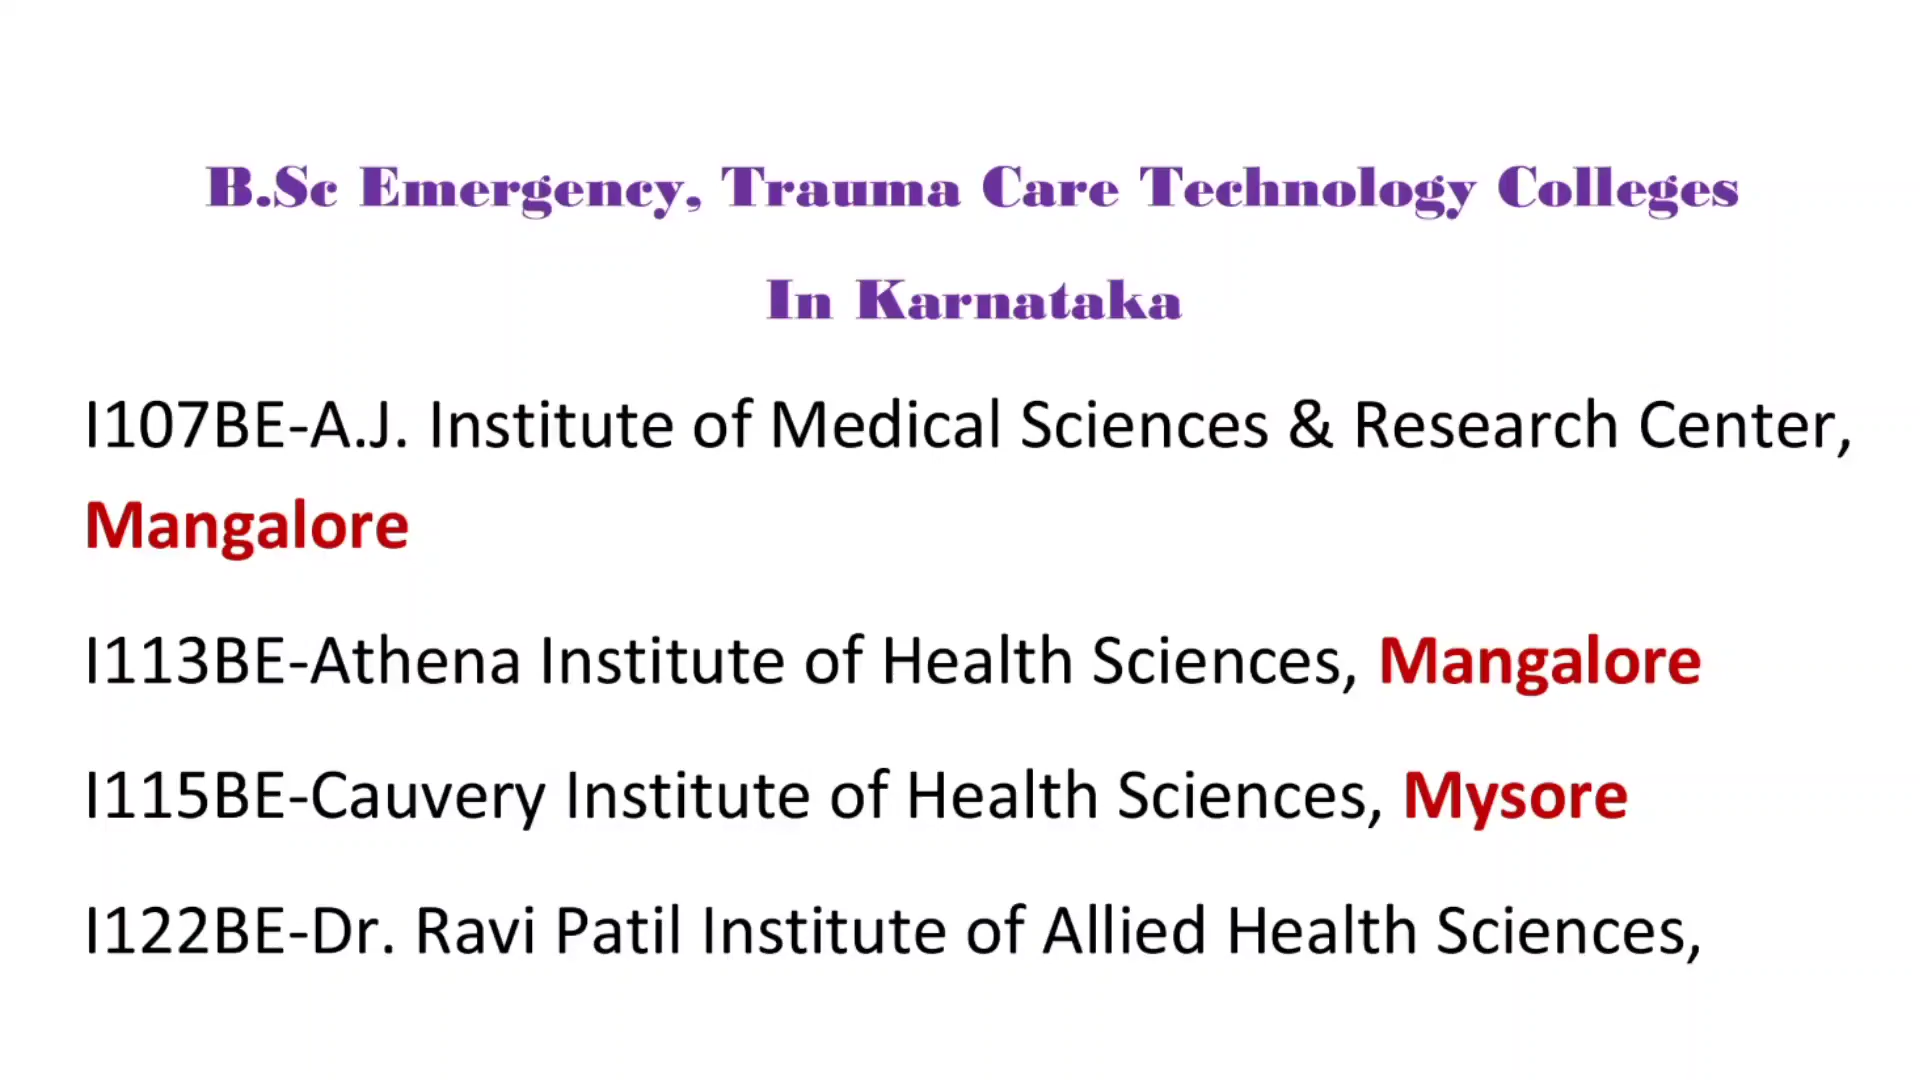 B.Sc Emergency, Trauma Care Technology Colleges
In Karnataka
I107BE-A.J. Institute of Medical Sciences & Research Center,
Mangalore
I113BE-Athena Institute of Health Sciences, Mangalore
I115BE-Cauvery Institute of Health Sciences, Mysore
I122BE-Dr. Ravi Patil Institute of Allied Health Sciences,